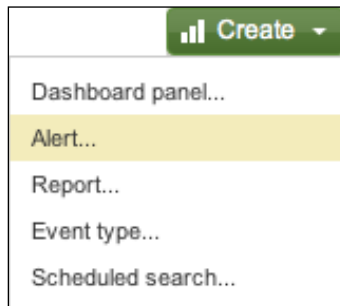 Create
Dashboard panel...
Alert...
Report...
Event type...
Scheduled search...